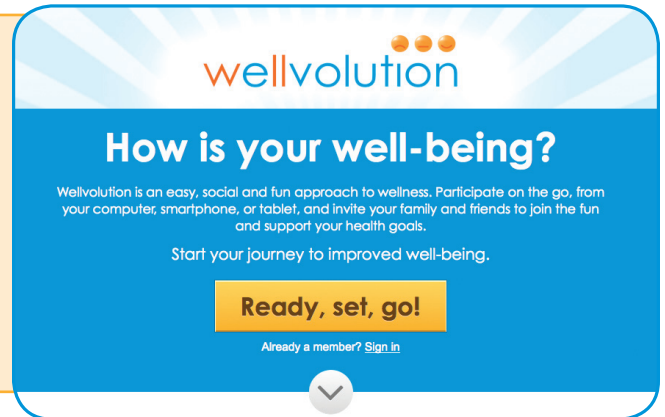 wellvolution
How is your well-being?
Wellvolution is an easy, social and fun approach to wellness. Participate on the go, from
your computer, smartphone, or tablet, and invite your family and friends to join the fun
and support your health goals.
Start your journey to improved well-being.
Ready, set, go!
Already a member? Sign in